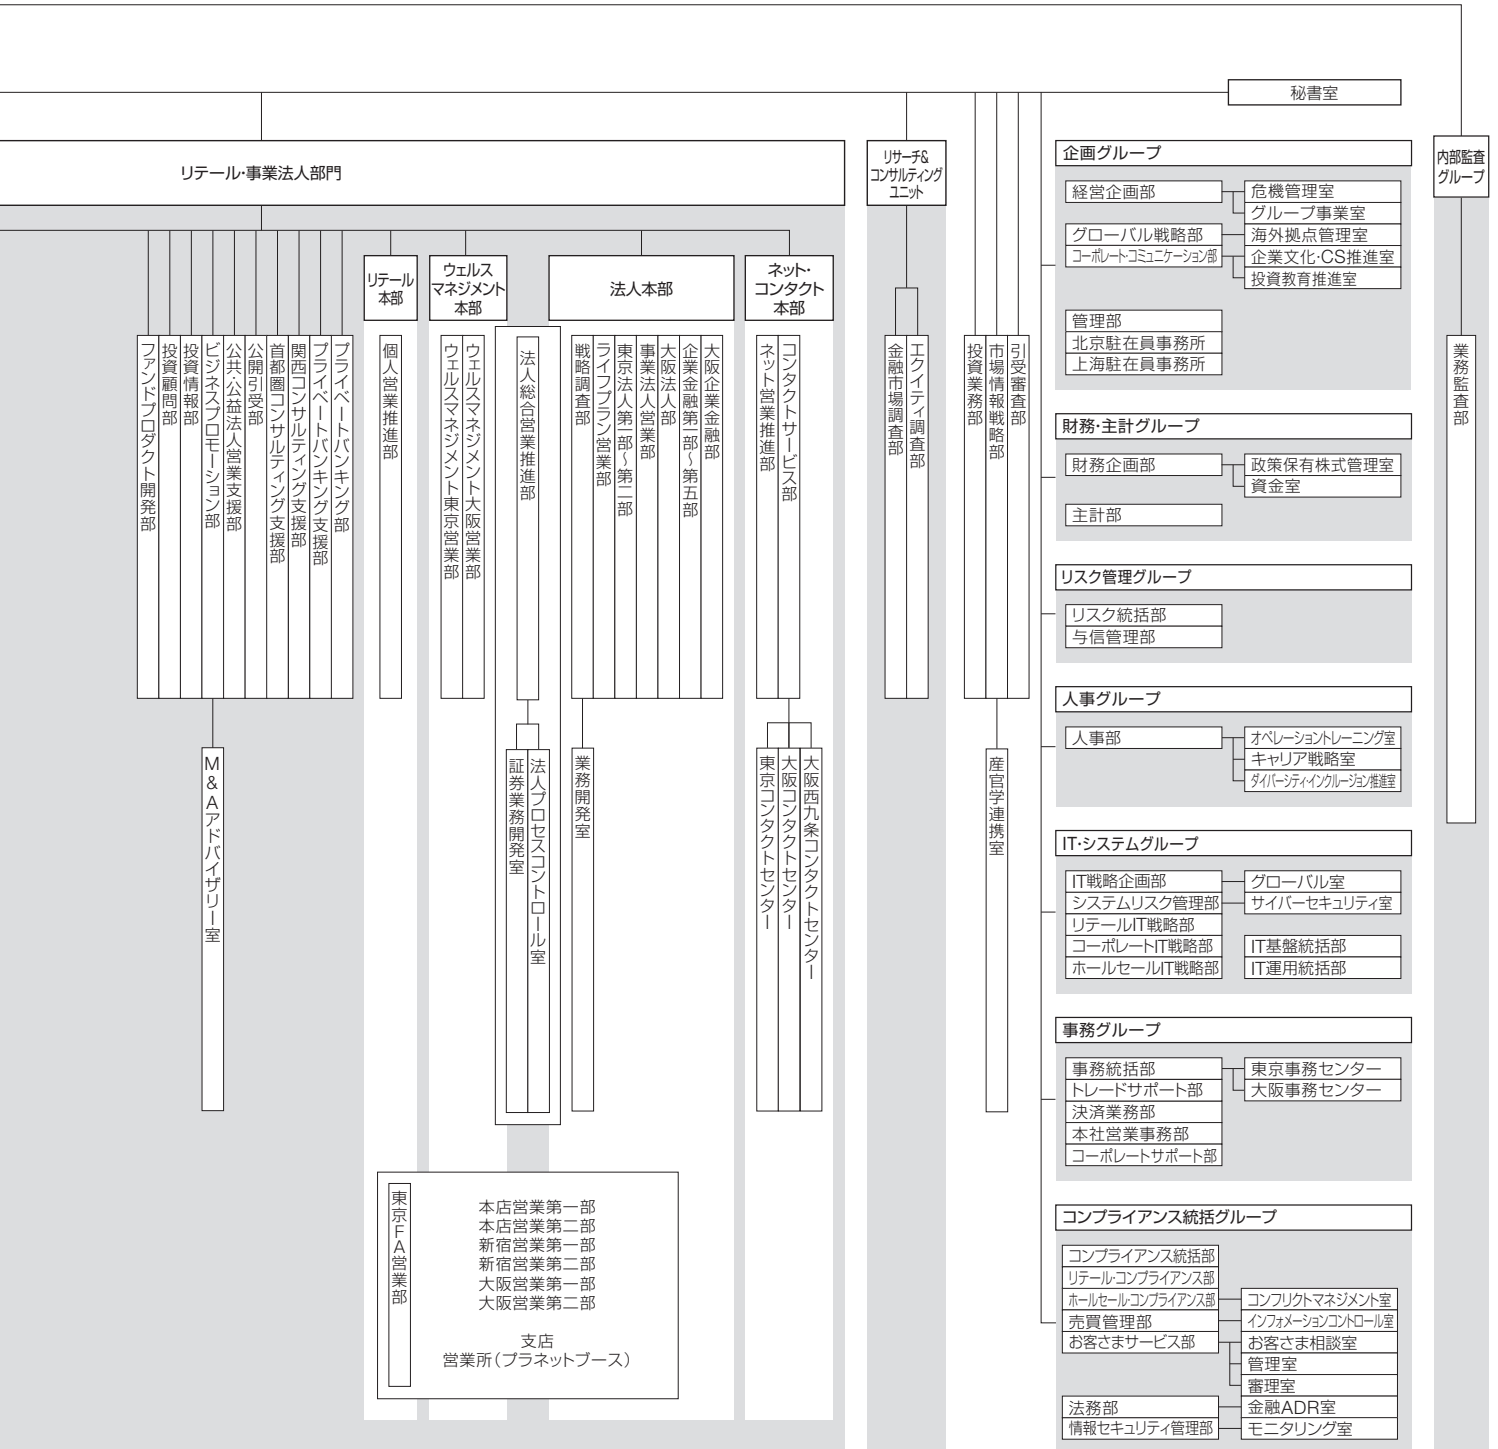 秘書室
リテール・事業法人部門
リサーチ&
コンサルティング
ユニット
内部監査
グループ
業務監査部
リテール
本部
ウェルス
マネジメント
本部
法人本部
ネット・
コンタクト
本部
ファンドプロダクト開発部
投資顧問部
投資情報部
ビジネスプロモーション部
公共・公益法人営業支援部
公開引受部
首都圏コンサルティング支援部
関西コンサルティング支援部
プライベートバンキング支援部
プライベートバンキング部
個人営業推進部
ウェルスマネジメント東京営業部
ウェルスマネジメント大阪営業部
法人総合営業推進部
戦略調査部
ライフプラン営業部
東京法人第一部~第二部
事業法人営業部
大阪法人部
企業金融第一部~第五部
大阪企業金融部
ネット営業推進部
コンタクトサービス部
金融市場調査部
エクイティ調査部
投資業務部
市場情報戦略部
引受審査部
M&Aアドバイザリー室
証券業務開発室
法人プロセスコントロール室
業務開発室
東京コンタクトセンター
大阪コンタクトセンター
大阪西九条コンタクトセンター
産官学連携室
東京FA営業部
本店営業第一部
本店営業第二部
新宿営業第一部
新宿営業第二部
大阪営業第一部
大阪営業第二部
支店
営業所(プラネットブース)
企画グループ
経営企画部
危機管理室
グループ事業室
グローバル戦略部
海外拠点管理室
コーポレート・コミュニケーション部
企業文化・CS推進室
投資教育推進室
管理部
北京駐在員事務所
上海駐在員事務所
財務・主計グループ
財務企画部
政策保有株式管理室
資金室
主計部
リスク管理グループ
リスク統括部
与信管理部
人事グループ
人事部
オペレーショントレーニング室
キャリア戦略室
ダイバーシティ・インクルージョン推進室
IT・システムグループ
IT戦略企画部
グローバル室
システムリスク管理部
サイバーセキュリティ室
リテールIT戦略部
コーポレートIT戦略部
IT基盤統括部
ホールセールIT戦略部
IT運用統括部
事務グループ
事務統括部
東京事務センター
トレードサポート部
大阪事務センター
決済業務部
本社営業事務部
コーポレートサポート部
コンプライアンス統括グループ
コンプライアンス統括部
リテール・コンプライアンス部
ホールセール・コンプライアンス部
コンフリクトマネジメント室
売買管理部
インフォメーションコントロール室
お客さまサービス部
お客さま相談室
管理室
審理室
法務部
金融ADR室
情報セキュリティ管理部
モニタリング室